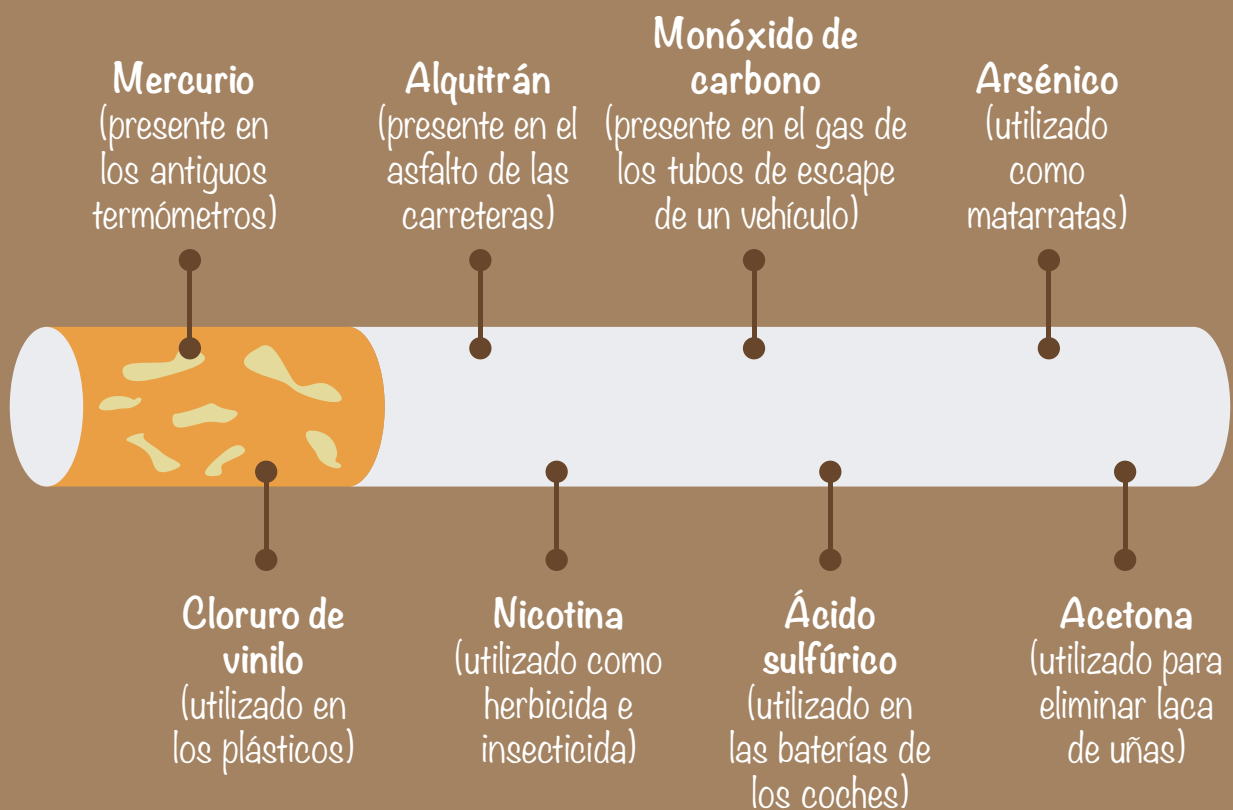 Mercurio
(presente en
los antiguos
termómetros)
Alquitrán
(presente en el
asfalto de las
carreteras)
Monóxido de
carbono
(presente en el gas de
los tubos de escape
de un vehículo)
Arsénico
(utilizado
como
matarratas)
Cloruro de
vinilo
(utilizado en
los plásticos)
Nicotina
(utilizado como
herbicida e
insecticida)
Ácido
sulfúrico
(utilizado en
las baterías de
los coches)
Acetona
(utilizado para
eliminar laca
de uñas)